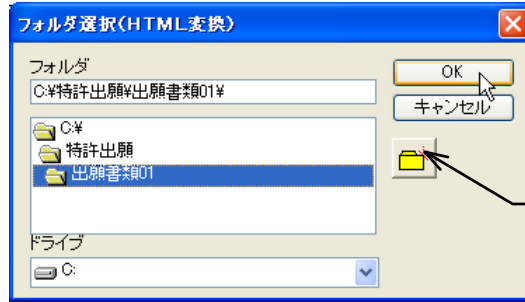 フォルダ選択(HTML変換)
フォルダ
C:¥特許出願¥出願書類01¥
OK
キャンセル
C:¥
特許出願
出願書類01
ドライブ
C: